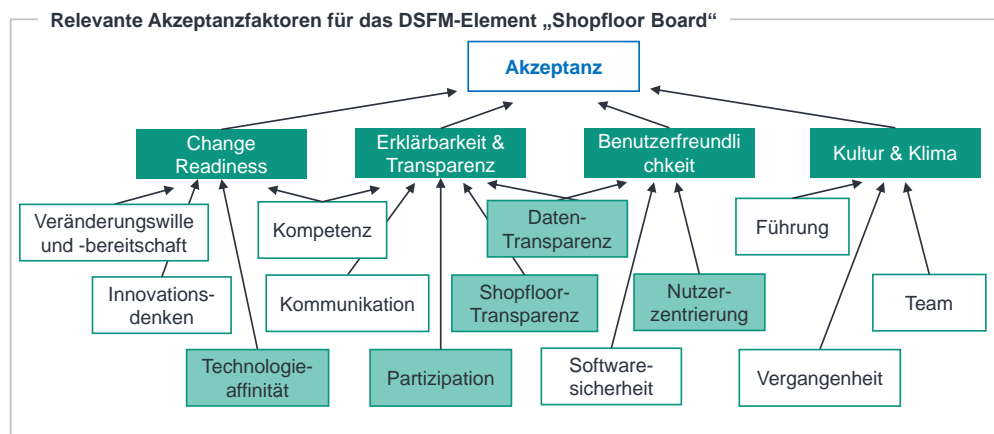 Relevante Akzeptanzfaktoren für das DSFM-Element „Shopfloor Board“
Akzeptanz
Change
Readiness
Erklärbarkeit &
Transparenz
Benutzerfreundli
chkeit
Kultur & Klima
Veränderungswille
und -bereitschaft
Kompetenz
Daten-
Transparenz
Führung
Innovations-
denken
Kommunikation
Shopfloor-
Transparenz
Nutzer-
zentrierung
Team
Technologie-
affinität
Partizipation
Software-
sicherheit
Vergangenheit